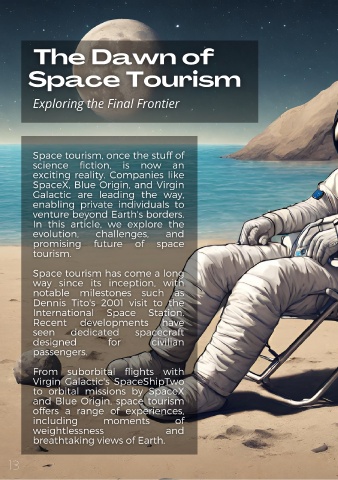 The Dawn of
Space Tourism
Exploring the Final Frontier
Space tourism, once the stuff of
science fiction, is now an
exciting reality. Companies like
SpaceX, Blue Origin, and Virgin
Galactic are leading the way,
enabling private individuals to
venture beyond Earth's borders.
In this article, we explore the
evolution, challenges, and
promising future of space
tourism.
Space tourism has come a long
way since its inception, with
notable milestones such as
Dennis Tito's 2001 visit to the
International Space Station.
Recent developments have
seen dedicated spacecraft
designed for civilian
passengers.
From suborbital flights with
Virgin Galactic's SpaceShipTwo
to orbital missions by SpaceX
and Blue Origin, space tourism
offers a range of experiences,
including moments of
weightlessness and
breathtaking views of Earth.
13